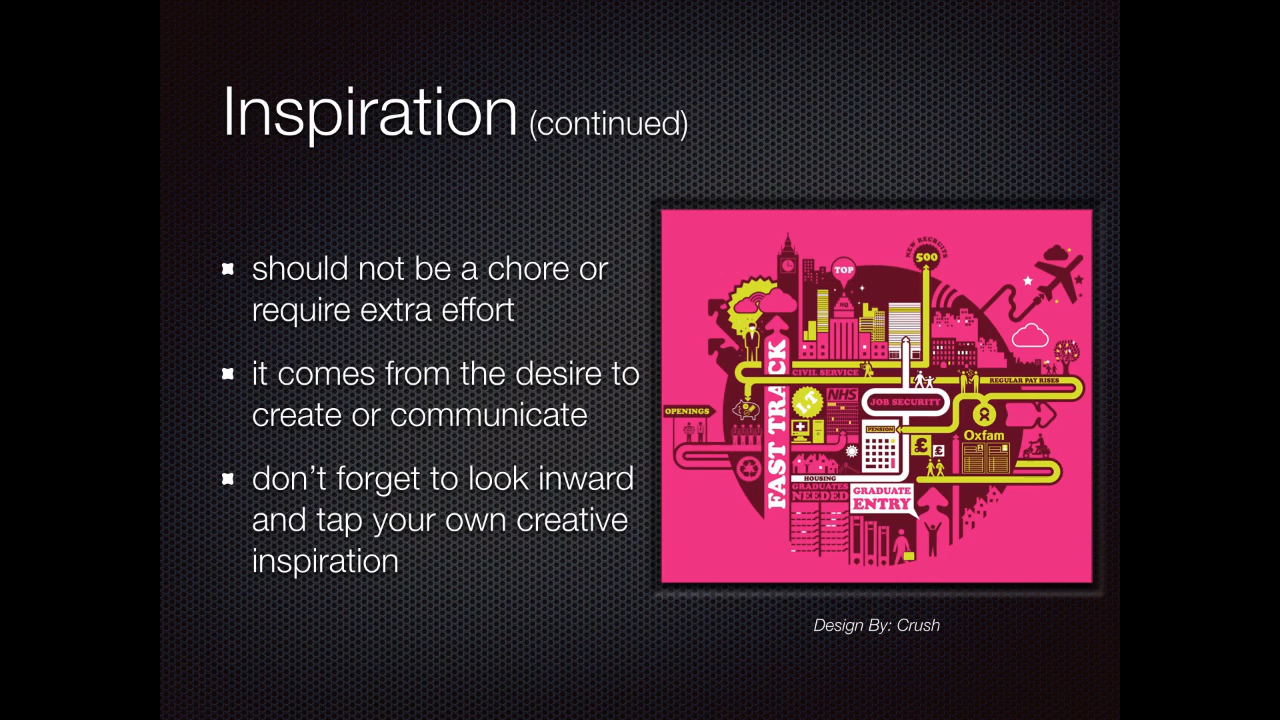 Inspiration (continued)
should not be a chore or
require extra effort
it comes from the desire to
create or communicate
don't forget to look inward
and tap your own creative
inspiration
NEW RECRUITS
500
TOP
FAST TRACK
CIVIL SERVICE
REGULAR PAY RISES
I.T
NHS
JOB SECURITY
OPENINGS
PENSION
£
£
Oxfam
HOUSING
GRADUATES
NEEDED
GRADUATE
ENTRY
Design By: Crush